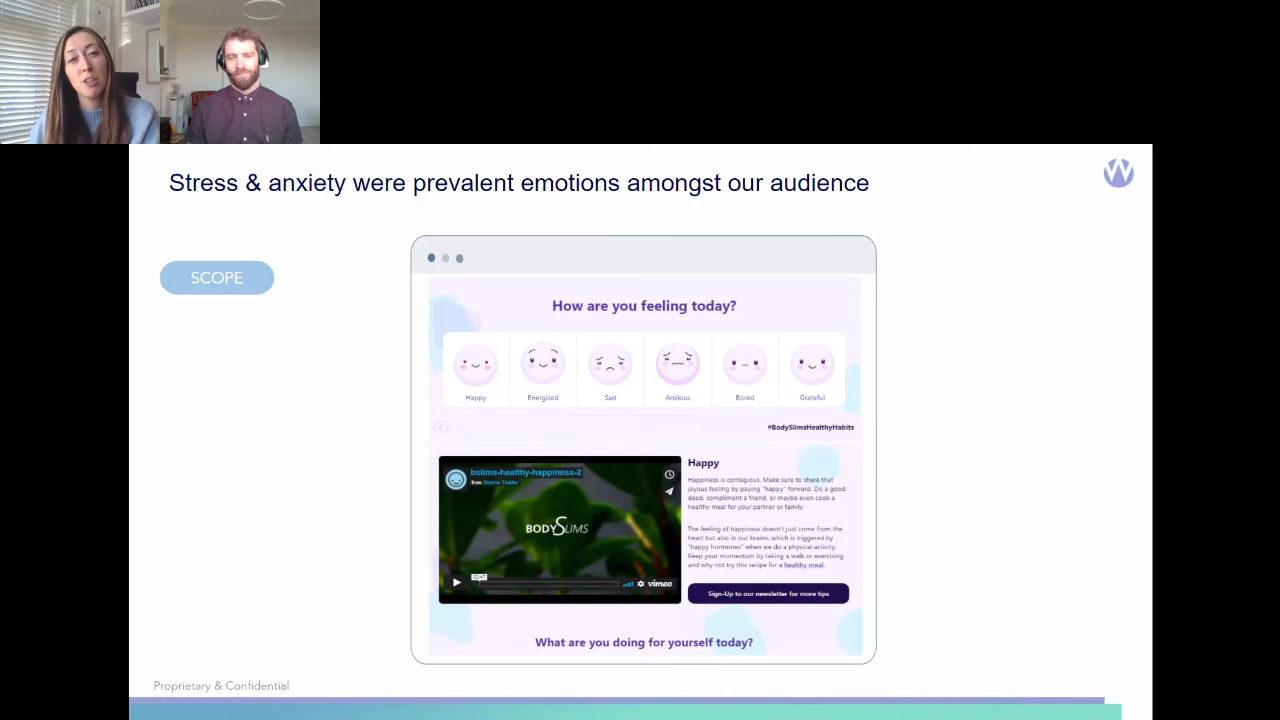 Stress & anxiety were prevalent emotions amongst our audience
W
SCOPE
How are you feeling today?
Happy
Energised
Sad
Anxious
Bored
Grateful
#BodySlimsHealthyHabits
bslims-healthy-happiness-2
from Sharon Tinkler
BODYSLIMS
02:47
vimeo
Happy
Happiness is contagious. Make sure to share that
joyous feeling by paying "happy" forward. Do a good
deed, compliment a friend, or maybe even cook a
healthy meal for your partner or family.
The feeling of happiness doesn't just come from the
heart but also in our brains, which is triggered by
"happy hormones" when we do a physical activity.
Keep your momentum by taking a walk or exercising
and why not try this recipe for a healthy meal.
Sign-Up to our newsletter for more tips
What are you doing for yourself today?
Proprietary & Confidential